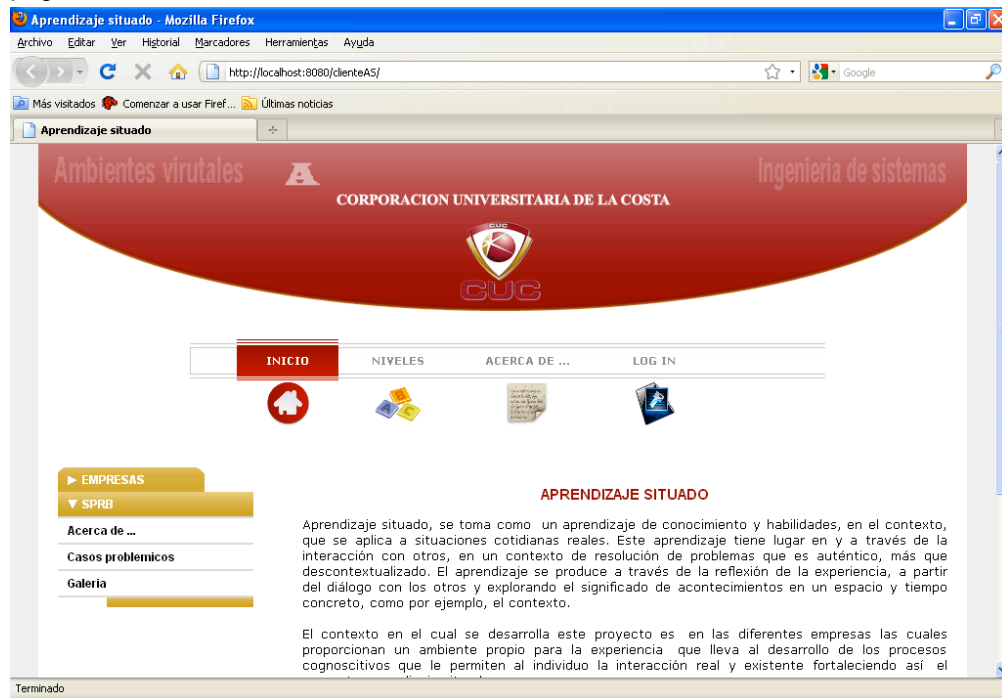 Aprendizaje situado - Mozilla Firefox
Archivo Editar Ver Historial Marcadores Herramientas Ayuda
http://localhost:8080/clienteAS/
Google
Más visitados Comenzar a usar Firef... Últimas noticias
Aprendizaje situado
Ambientes virutales
A
Ingenieria de sistemas
CORPORACION UNIVERSITARIA DE LA COSTA
CUC
CUC
INICIO NIVELES ACERCA DE ... LOG IN
EMPRESAS
SPRB
Acerca de ...
Casos problemicos
Galeria
APRENDIZAJE SITUADO
Aprendizaje situado, se toma como un aprendizaje de conocimiento y habilidades, en el contexto,
que se aplica a situaciones cotidianas reales. Este aprendizaje tiene lugar en y a través de la
interacción con otros, en un contexto de resolución de problemas que es auténtico, más que
descontextualizado. El aprendizaje se produce a través de la reflexión de la experiencia, a partir
del diálogo con los otros y explorando el significado de acontecimientos en un espacio y tiempo
concreto, como por ejemplo, el contexto.
El contexto en el cual se desarrolla este proyecto es en las diferentes empresas las cuales
proporcionan un ambiente propio para la experiencia que lleva al desarrollo de los procesos
cognoscitivos que le permiten al individuo la interacción real y existente fortaleciendo así el
Terminado